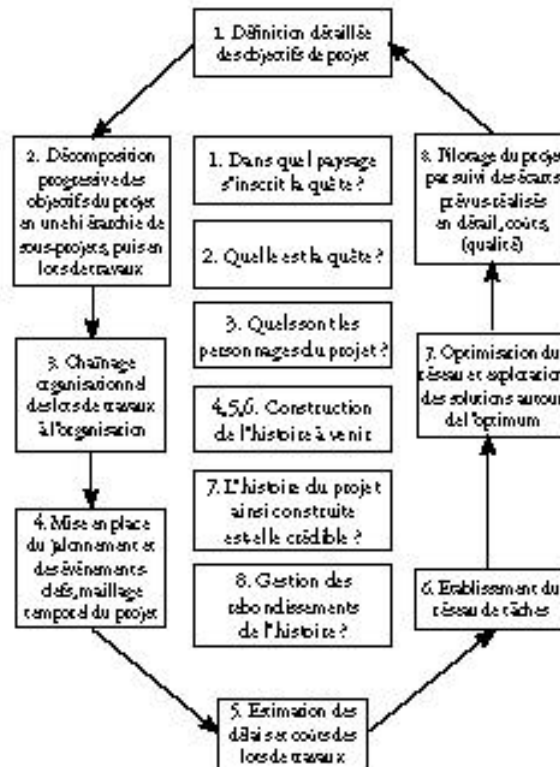 1. Définition détaillée
des objectifs de projet
2. Décomposition
progressive des
objectifs du projet
en une hiérarchie de
sous-projets, puis en
lots de travaux
3. Chaînage
organisationnel
des lots de travaux
à l'organisation
4. Mise en place
du jalonnement et
des événements
clefs, maillage
temporel du projet
1. Dans quel paysage
s'inscrit la quête ?
2. Quelle est la quête ?
3. Quels sont les
personnages du projet ?
4,5,6. Construction
de l'histoire à venir
7. L'histoire du projet
ainsi construite
est-elle crédible ?
8. Gestion des
rebondissements
de l'histoire ?
8. Pilotage du projet
par suivi des écarts
prévus-réalisés
en détail, coûts,
(qualité)
7. Optimisation du
réseau et exploration
des solutions autour
de l'optimum
6. Etablissement du
réseau de tâches
5. Estimation des
délais et coûts des
lots de travaux